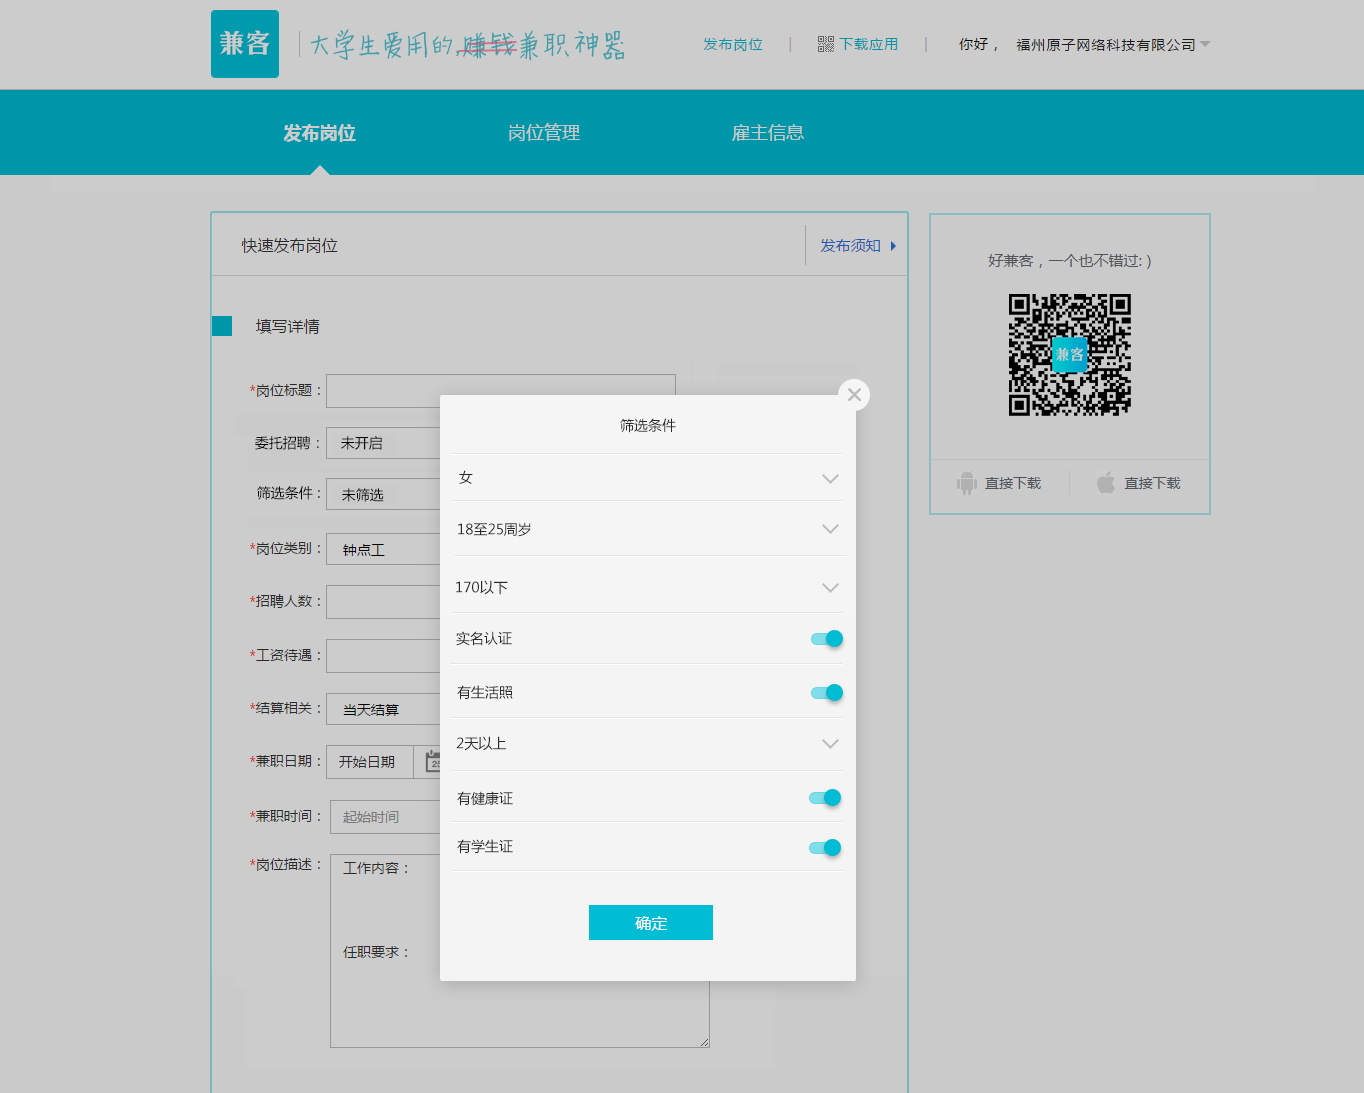 兼客
大学生爱用的赚钱兼职神器
发布岗位 | 下载应用 | 你好， 福州原子网络科技有限公司
发布岗位 岗位管理 雇主信息
快速发布岗位 发布须知
好兼客，一个也不错过: )
兼客
直接下载 直接下载
填写详情
*岗位标题：
委托招聘： 未开启
筛选条件： 未筛选
*岗位类别： 钟点工
*招聘人数：
*工资待遇：
*结算相关： 当天结算
*兼职日期： 开始日期 25
*兼职时间： 起始时间
*岗位描述： 工作内容：
任职要求：
筛选条件
女
18至25周岁
170以下
实名认证
有生活照
2天以上
有健康证
有学生证
确定